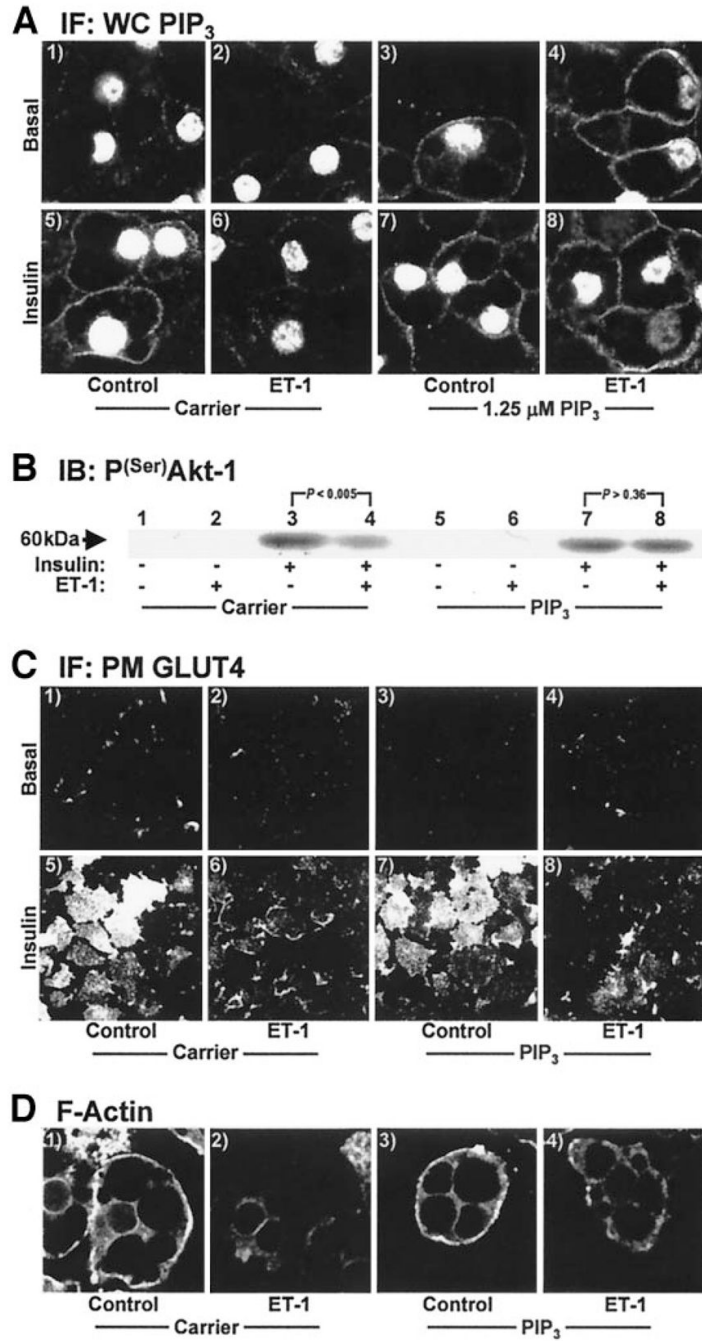 A IF: WC PIP3
1) 2) 3) 4)
Basal
5) 6) 7) 8)
Insulin
Control ET-1 Control ET-1
Carrier 1.25 μM PIP3
B IB: P(Ser)Akt-1
P < 0.005 P > 0.36
1 2 3 4 5 6 7 8
60kDa
Insulin: - - + + - - + +
ET-1: - + - + - + - +
Carrier PIP3
C IF: PM GLUT4
1) 2) 3) 4)
Basal
5) 6) 7) 8)
Insulin
Control ET-1 Control ET-1
Carrier PIP3
D F-Actin
1) 2) 3) 4)
Control ET-1 Control ET-1
Carrier PIP3